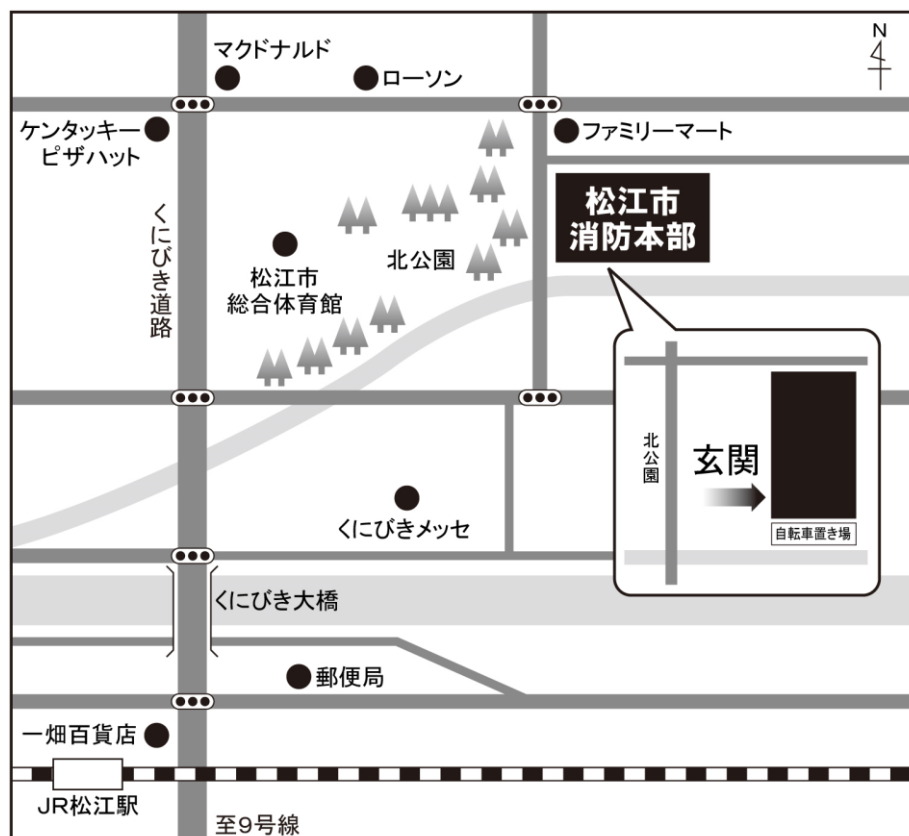 N
マクドナルド
ローソン
ケンタッキー
ピザハット
ファミリーマート
松江市
消防本部
くにびき道路
松江市
総合体育館
北公園
北公園
玄関
自転車置き場
くにびきメッセ
くにびき大橋
郵便局
一畑百貨店
JR松江駅
至9号線